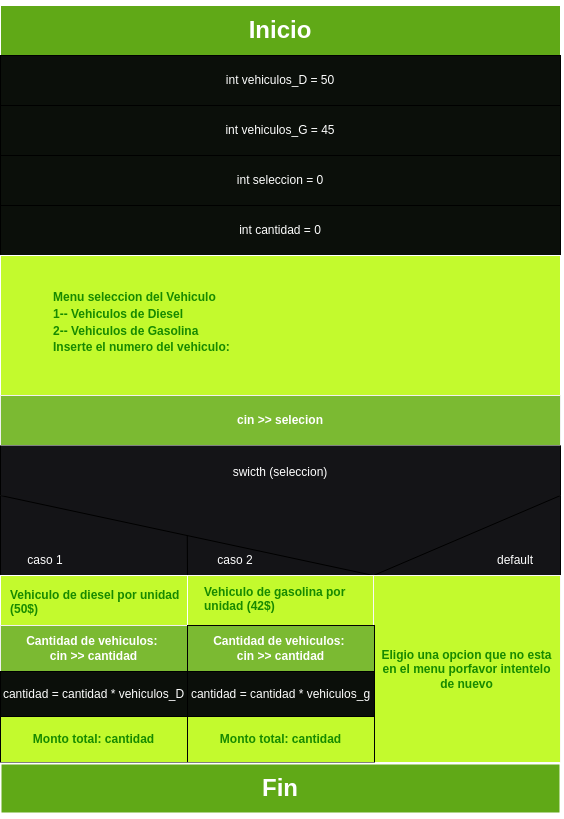 Inicio
int vehiculos_D = 50
int vehiculos_G = 45
int seleccion = 0
int cantidad = 0
Menu seleccion del Vehiculo
1-- Vehiculos de Diesel
2-- Vehiculos de Gasolina
Inserte el numero del vehiculo:
cin >> selecion
swicth (seleccion)
caso 1
caso 2
default
Vehiculo de diesel por unidad
(50$)
Cantidad de vehiculos:
cin >> cantidad
cantidad = cantidad * vehiculos_D
Monto total: cantidad
Vehiculo de gasolina por
unidad (42$)
Cantidad de vehiculos:
cin >> cantidad
cantidad = cantidad * vehiculos_g
Monto total: cantidad
Eligio una opcion que no esta
en el menu porfavor intentelo
de nuevo
Fin